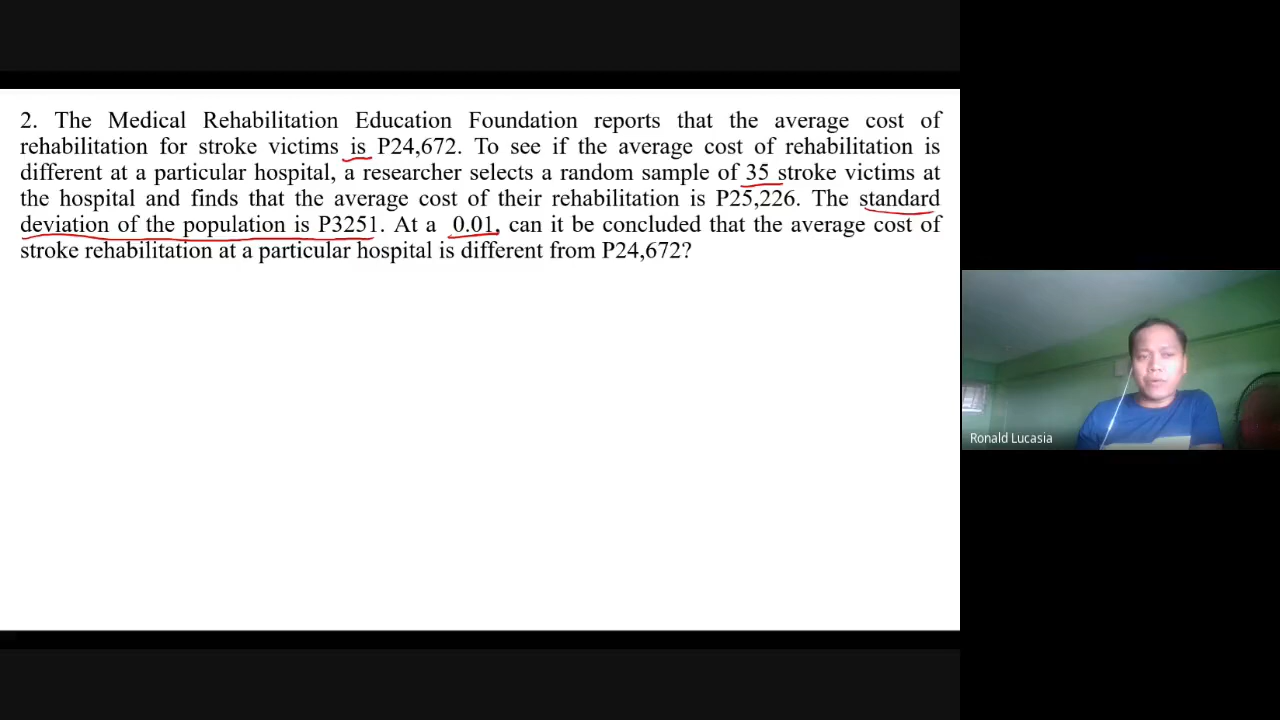 2. The Medical Rehabilitation Education Foundation reports that the average cost of
rehabilitation for stroke victims is P24,672. To see if the average cost of rehabilitation is
different at a particular hospital, a researcher selects a random sample of 35 stroke victims at
the hospital and finds that the average cost of their rehabilitation is P25,226. The standard
deviation of the population is P3251. At a 0.01, can it be concluded that the average cost of
stroke rehabilitation at a particular hospital is different from P24,672?
Ronald Lucasia